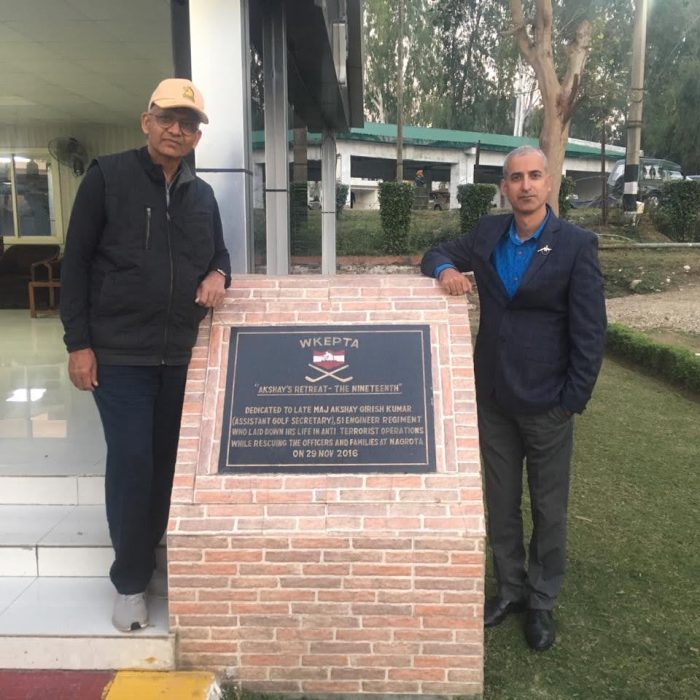 WKEPTA
"AKSHAY'S RETREAT-THE NINETEENTH"
DEDICATED TO LATE MAJ AKSHAY GIRISH KUMAR
(ASSISTANT GOLF SECRETARY), 51 ENGINEER REGIMENT
WHO LAID DOWN HIS LIFE IN ANTI TERRORIST OPERATIONS
WHILE RESCUING THE OFFICERS AND FAMILIES AT NAGROTA
ON 29 NOV 2016